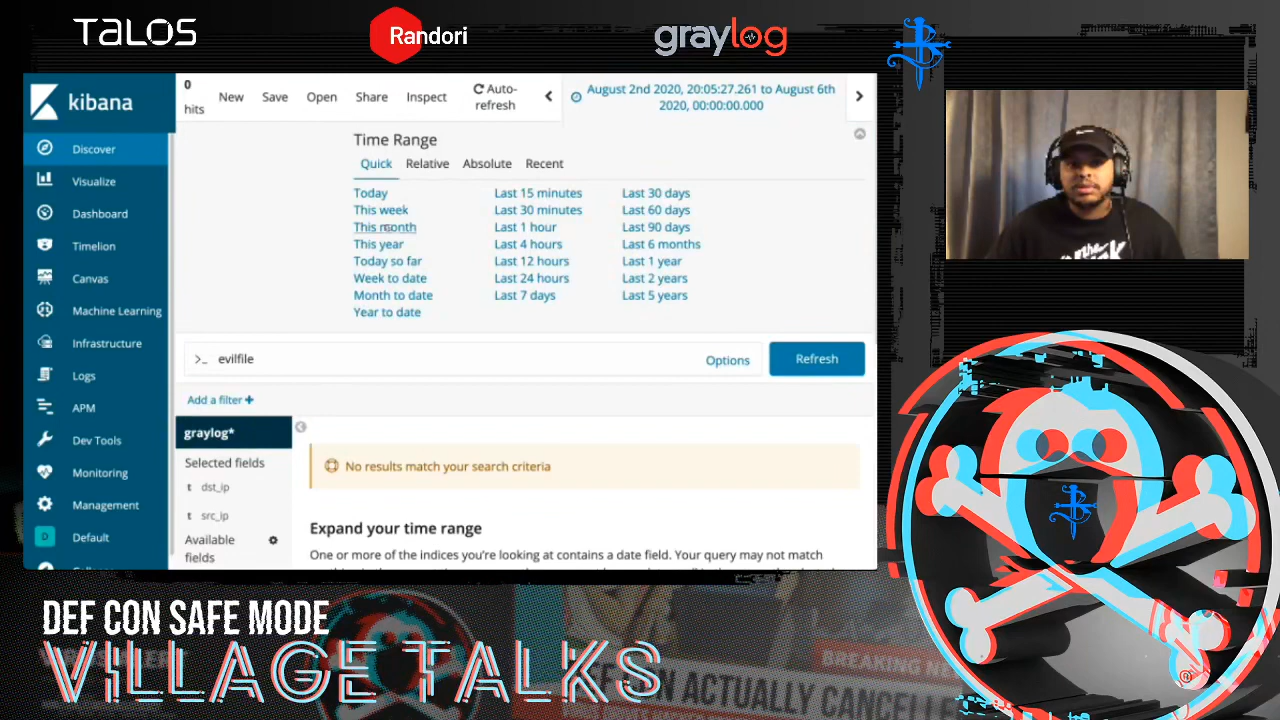 TALOS
Randori
graylog
kibana
0
hits
New
Save
Open
Share
Inspect
Auto-
refresh
August 2nd 2020, 20:05:27.261 to August 6th
2020, 00:00:00.000
Discover
Visualize
Dashboard
Timelion
Canvas
Machine Learning
Infrastructure
Logs
APM
Dev Tools
Monitoring
Management
D
Default
Time Range
Quick
Relative
Absolute
Recent
Today
Last 15 minutes
Last 30 days
This week
Last 30 minutes
Last 60 days
This month
Last 1 hour
Last 90 days
This year
Last 4 hours
Last 6 months
Today so far
Last 12 hours
Last 1 year
Week to date
Last 24 hours
Last 2 years
Month to date
Last 7 days
Last 5 years
Year to date
>_ evilfile
Options
Refresh
Add a filter +
graylog*
Selected fields
t dst_ip
t src_ip
Available
fields
No results match your search criteria
Expand your time range
One or more of the indices you're looking at contains a date field. Your query may not match
DEF CON SAFE MODE
VILLAGE TALKS
BREAKING
CON ACTUALLY CANCELLE